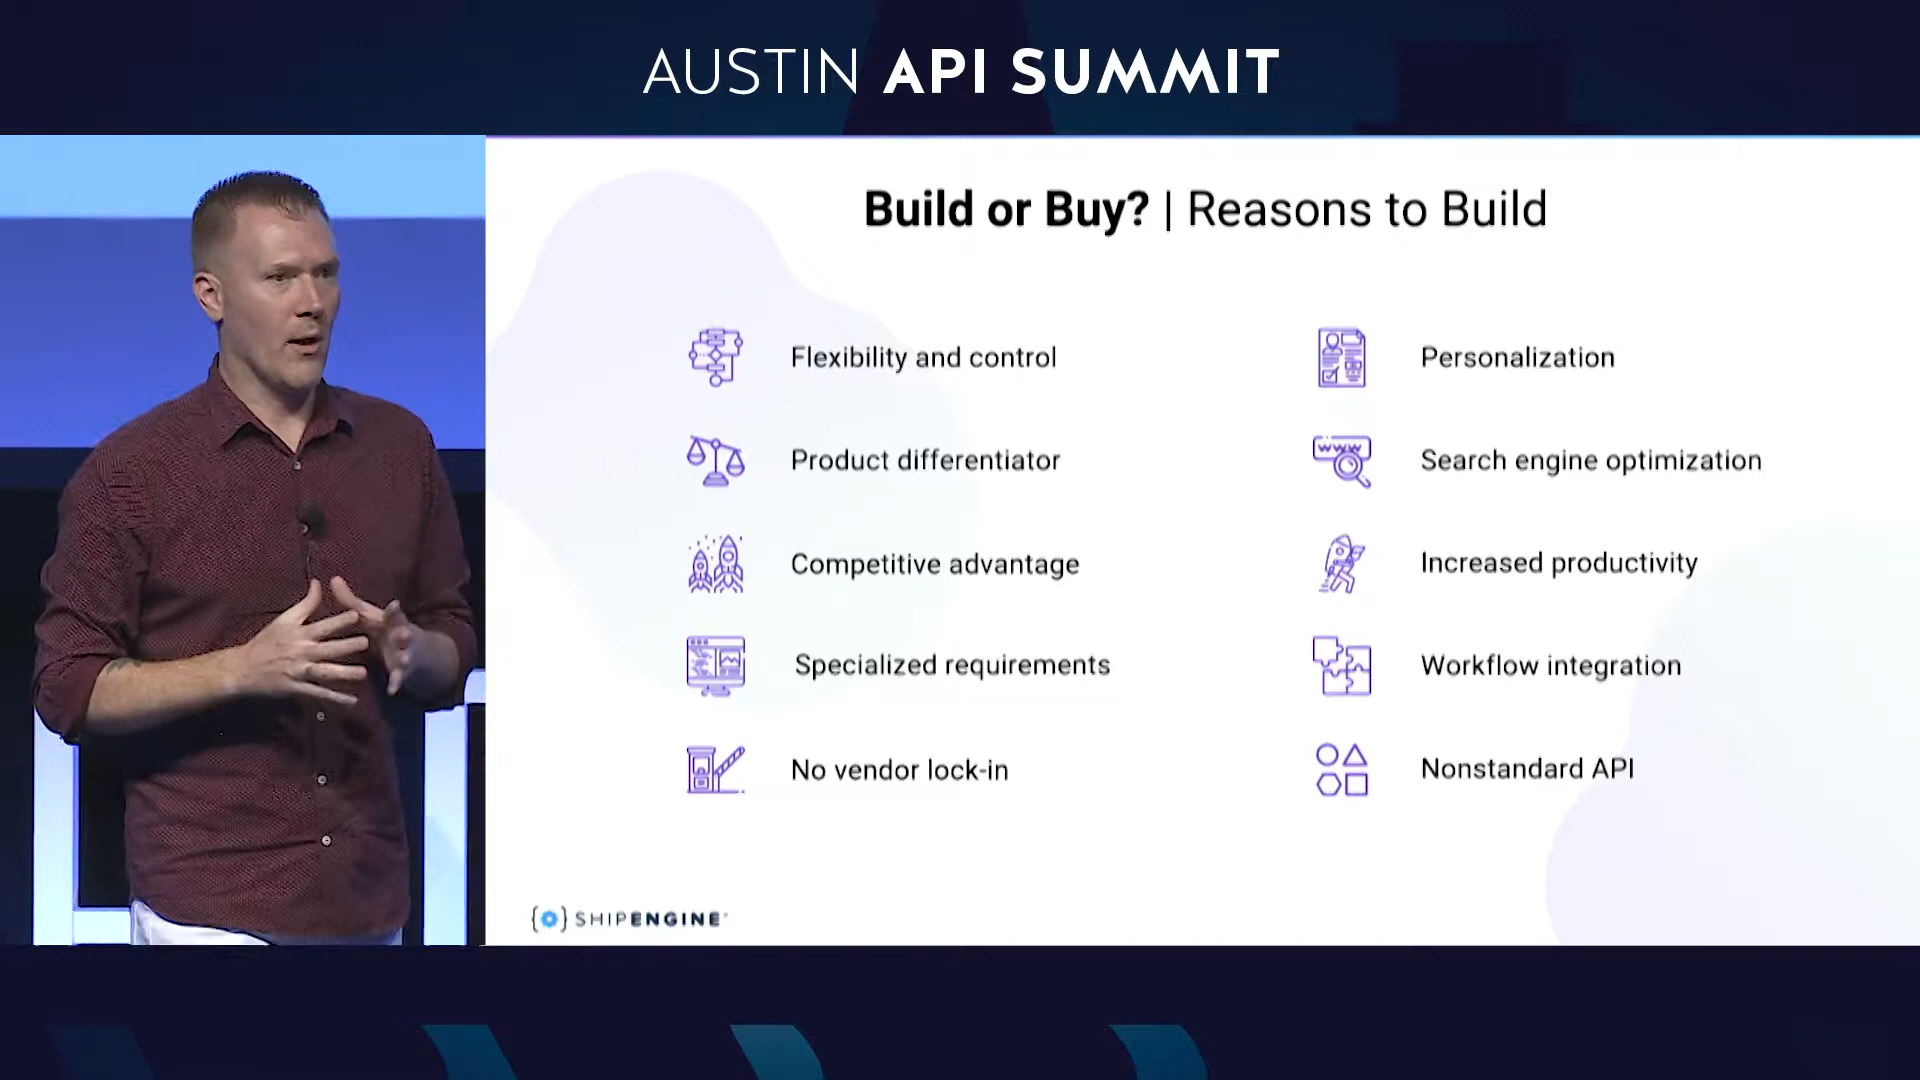 AUSTIN API SUMMIT
Build or Buy? | Reasons to Build
Flexibility and control
Product differentiator
Competitive advantage
Specialized requirements
No vendor lock-in
Personalization
www
Search engine optimization
Increased productivity
Workflow integration
Nonstandard API
{ } SHIPENGINE